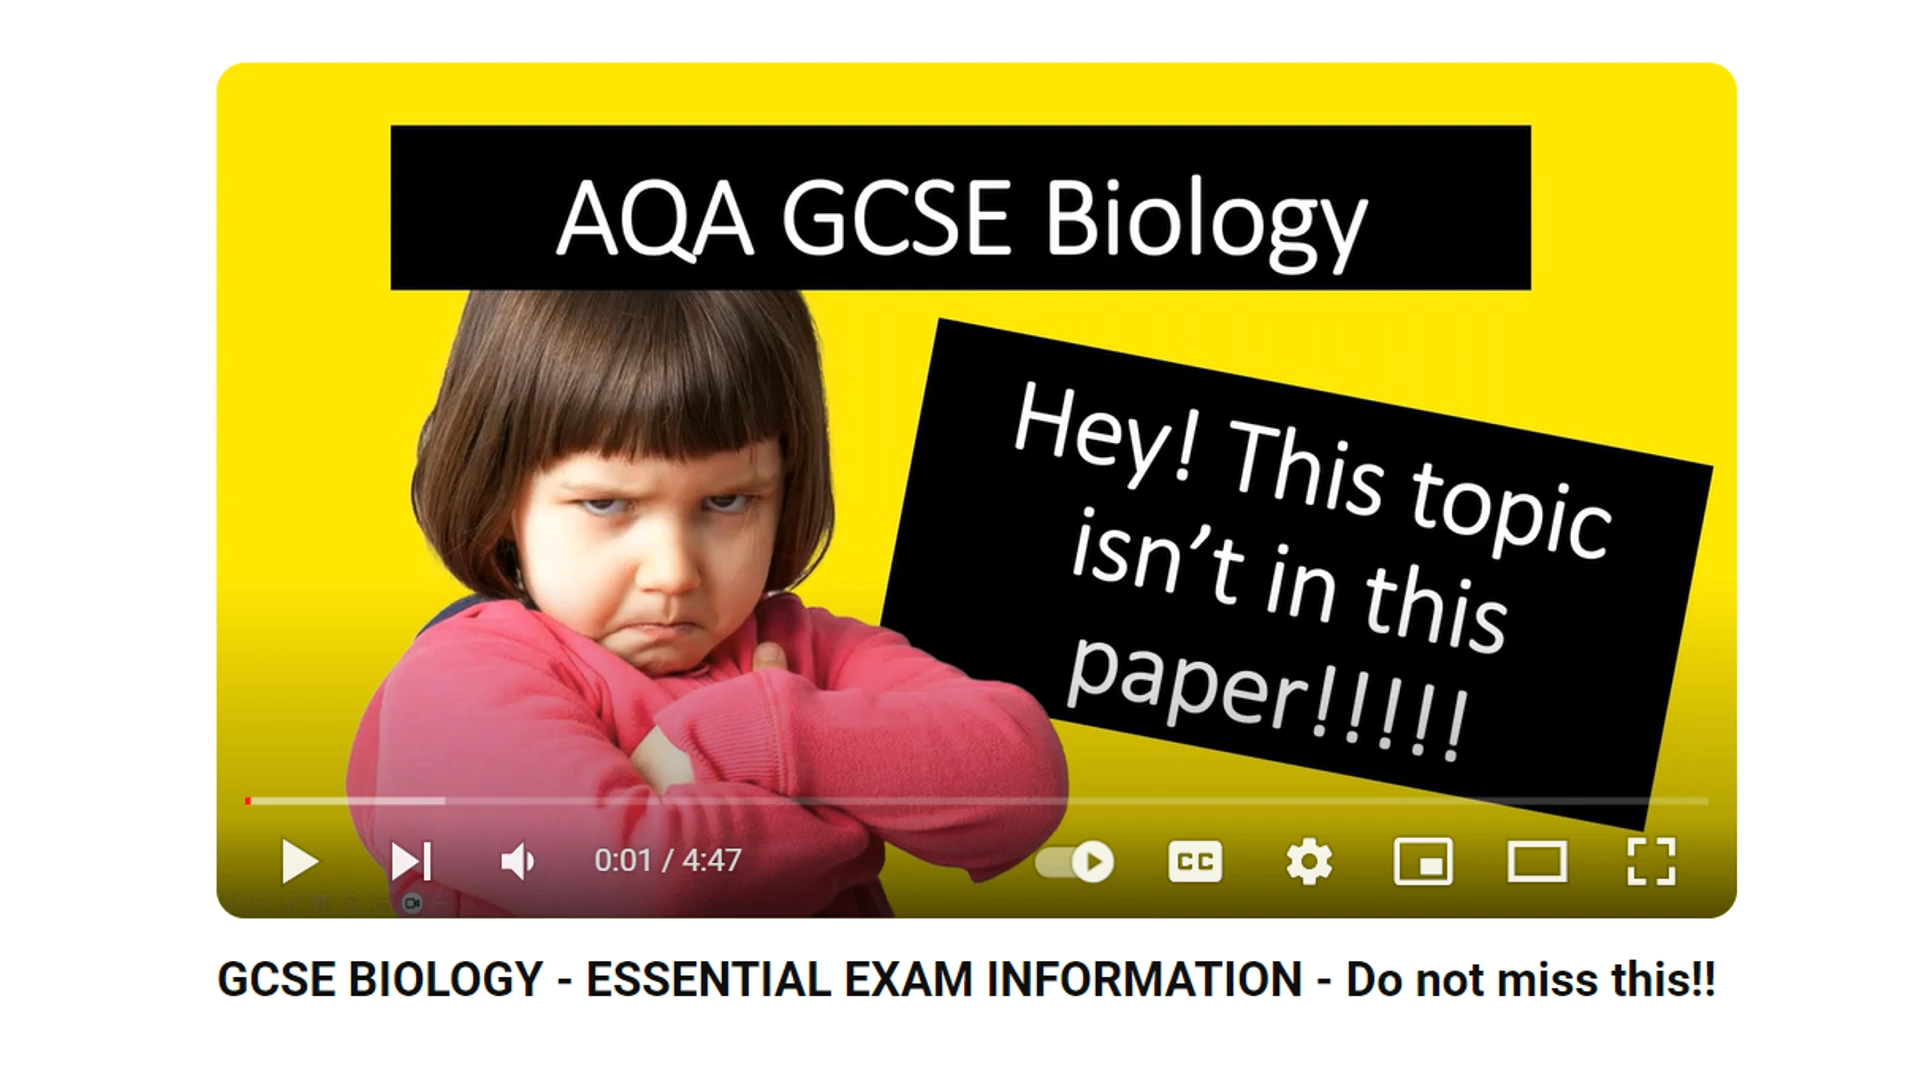 AQA GCSE Biology
Hey! This topic
isn’t in this
paper!!!!!
0:01 / 4:47
CC
GCSE BIOLOGY - ESSENTIAL EXAM INFORMATION - Do not miss this!!